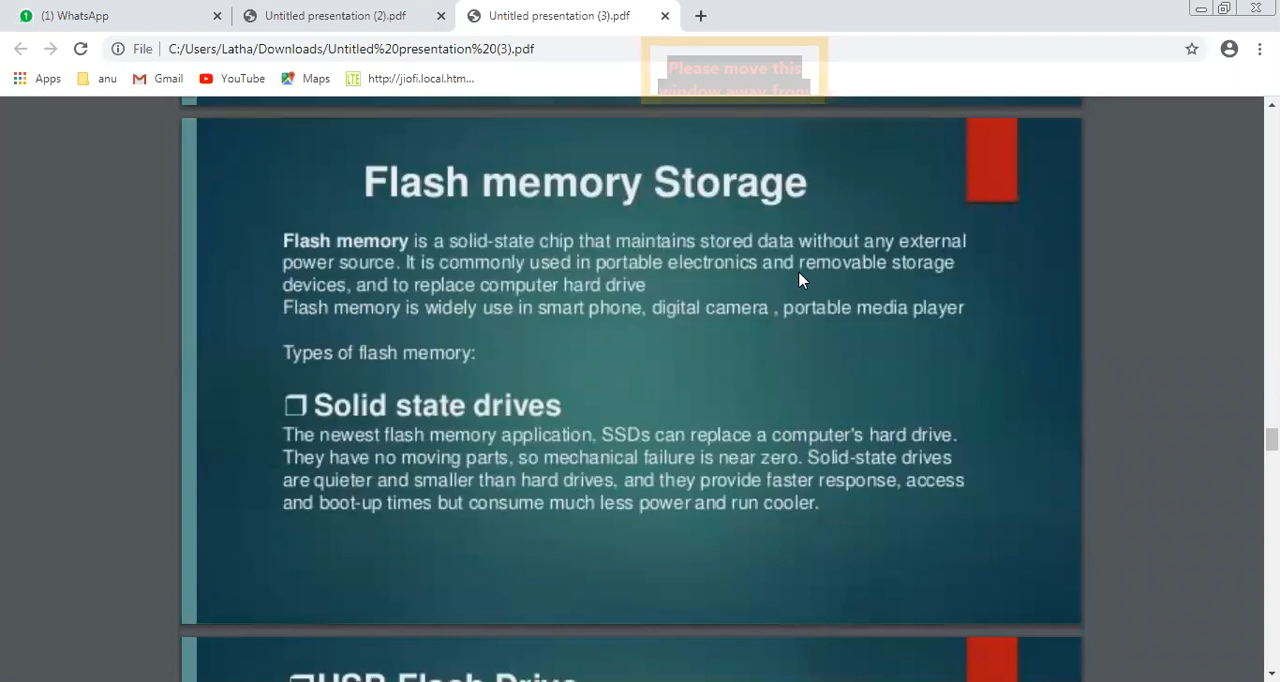 (1) WhatsApp
Untitled presentation (2).pdf
Untitled presentation (3).pdf
File
C:/Users/Latha/Downloads/Untitled%20presentation%20(3).pdf
Please move this
window away from
Apps
anu
Gmail
YouTube
Maps
LTE
http://jiofi.local.htm...
Flash memory Storage
Flash memory is a solid-state chip that maintains stored data without any external
power source. It is commonly used in portable electronics and removable storage
devices, and to replace computer hard drive
Flash memory is widely use in smart phone, digital camera , portable media player
Types of flash memory:
❒ Solid state drives
The newest flash memory application, SSDs can replace a computer's hard drive.
They have no moving parts, so mechanical failure is near zero. Solid-state drives
are quieter and smaller than hard drives, and they provide faster response, access
and boot-up times but consume much less power and run cooler.
❒USB Flash Drive